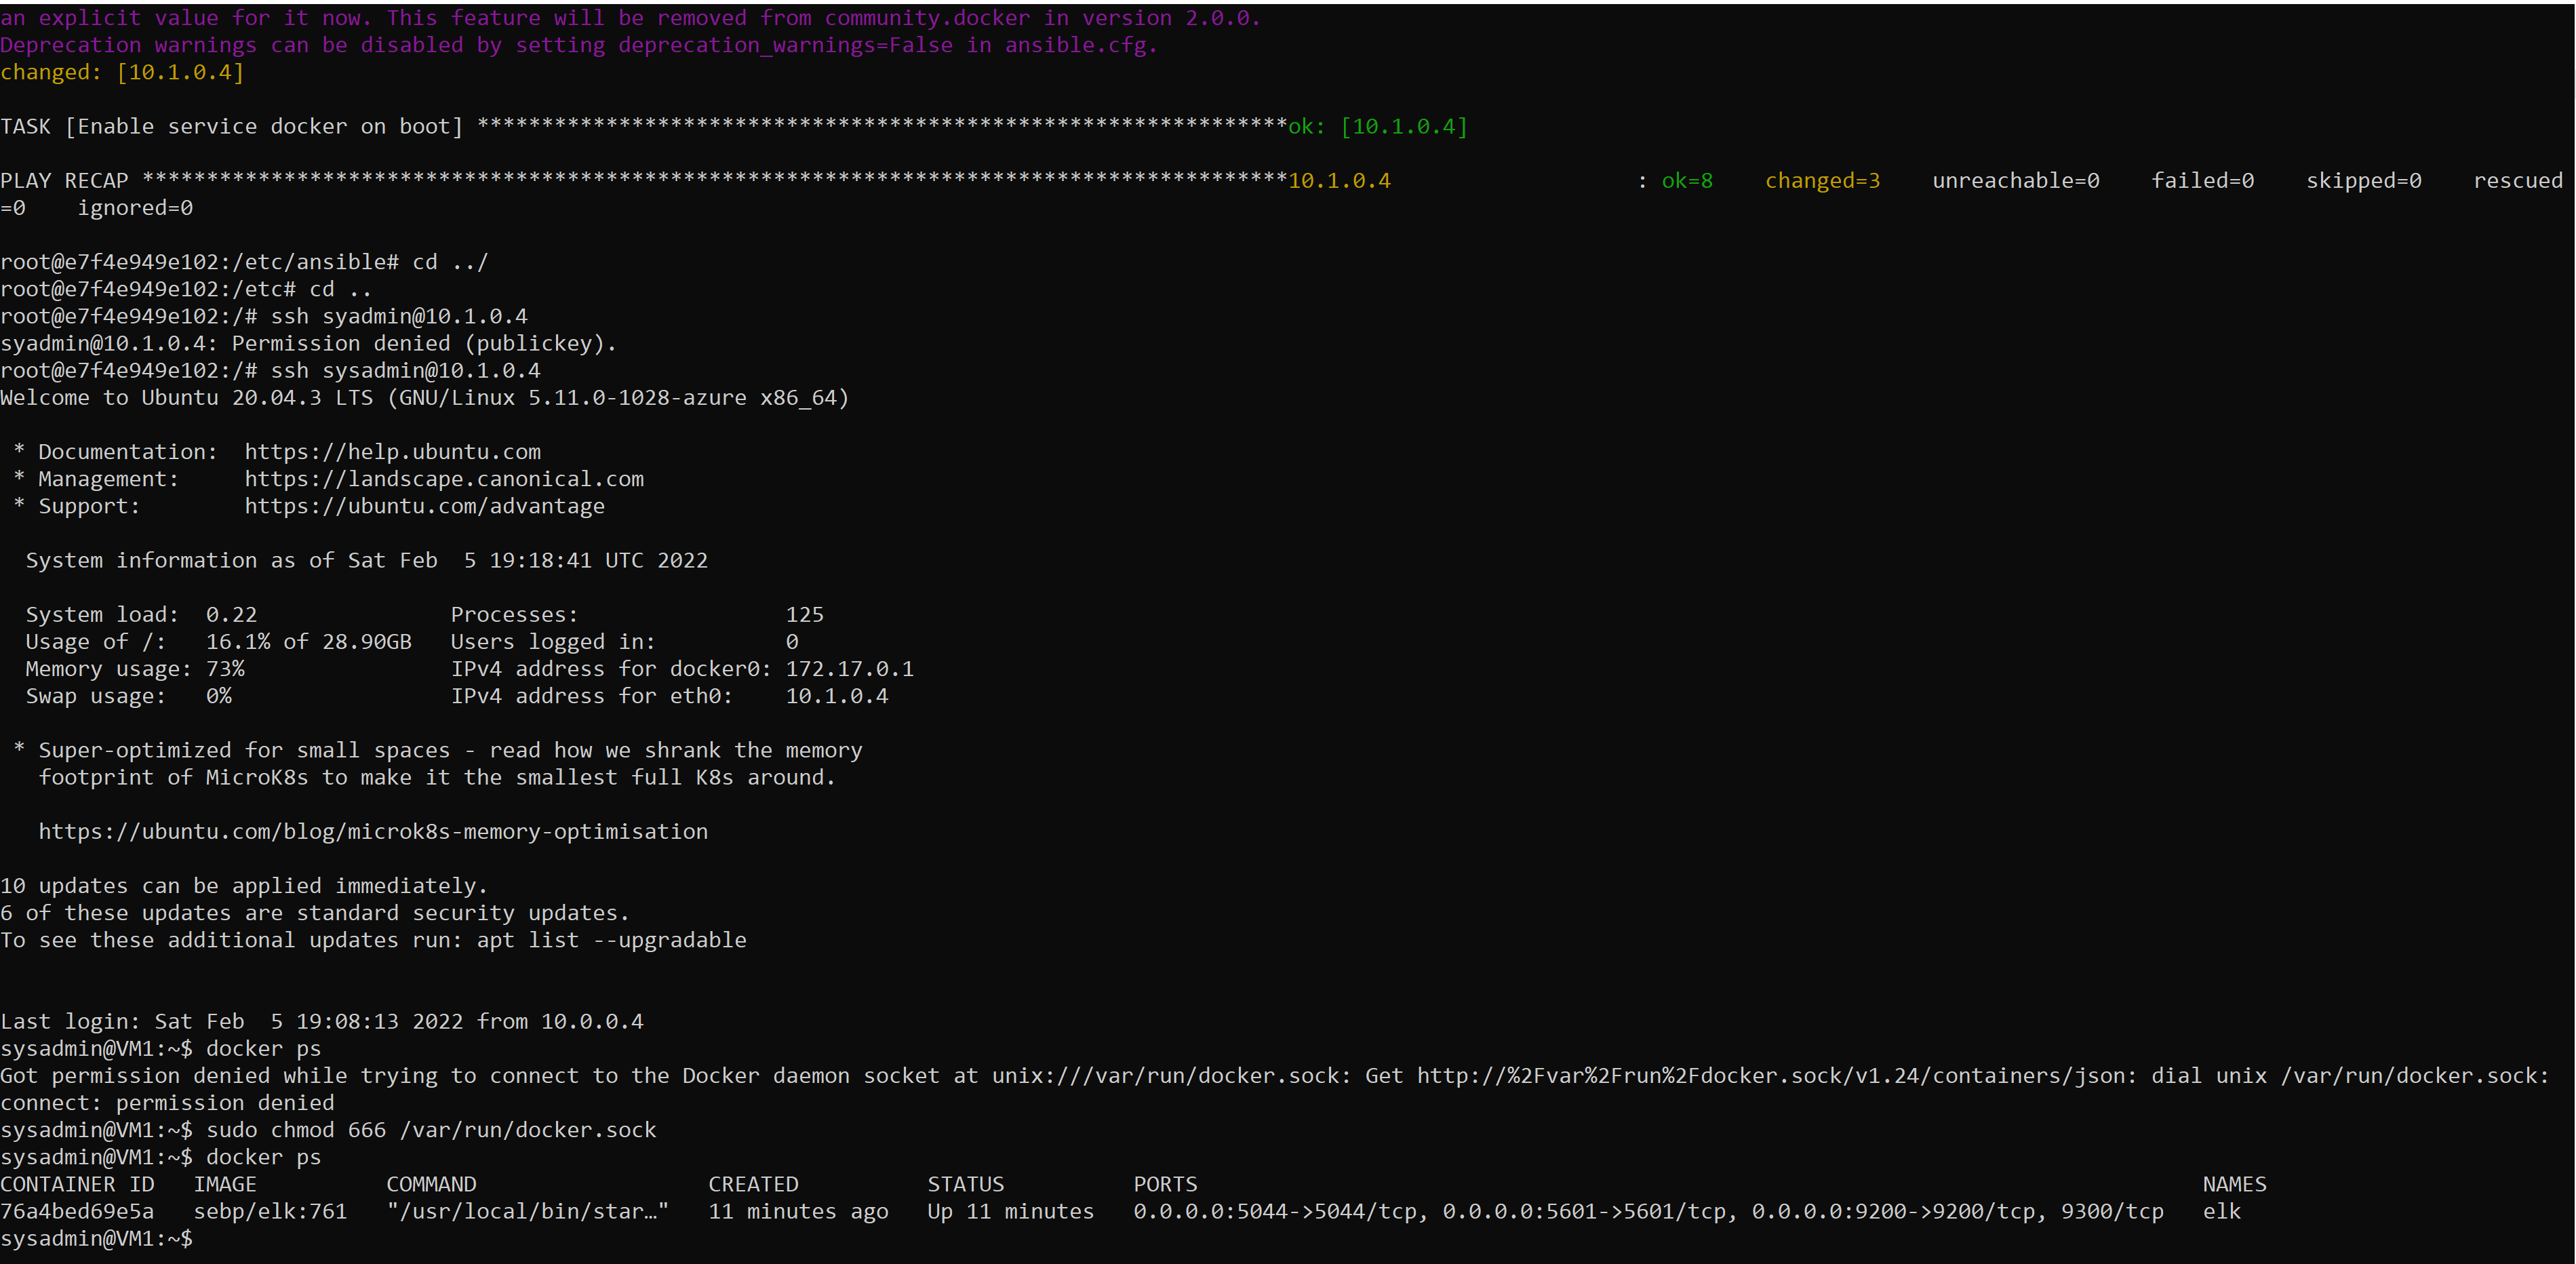 an explicit value for it now. This feature will be removed from community.docker in version 2.0.0.
Deprecation warnings can be disabled by setting deprecation_warnings=False in ansible.cfg.
changed: [10.1.0.4]
TASK [Enable service docker on boot] ***************************************************************ok: [10.1.0.4]
PLAY RECAP *****************************************************************************************10.1.0.4                   : ok=8    changed=3    unreachable=0    failed=0    skipped=0    rescued
=0    ignored=0
root@e7f4e949e102:/etc/ansible# cd ../
root@e7f4e949e102:/etc# cd ..
root@e7f4e949e102:/# ssh syadmin@10.1.0.4
syadmin@10.1.0.4: Permission denied (publickey).
root@e7f4e949e102:/# ssh sysadmin@10.1.0.4
Welcome to Ubuntu 20.04.3 LTS (GNU/Linux 5.11.0-1028-azure x86_64)
 * Documentation:  https://help.ubuntu.com
 * Management:     https://landscape.canonical.com
 * Support:        https://ubuntu.com/advantage
  System information as of Sat Feb  5 19:18:41 UTC 2022
  System load:  0.22               Processes:                125
  Usage of /:   16.1% of 28.90GB   Users logged in:          0
  Memory usage: 73%                IPv4 address for docker0: 172.17.0.1
  Swap usage:   0%                 IPv4 address for eth0:    10.1.0.4
 * Super-optimized for small spaces - read how we shrank the memory
   footprint of MicroK8s to make it the smallest full K8s around.
   https://ubuntu.com/blog/microk8s-memory-optimisation
10 updates can be applied immediately.
6 of these updates are standard security updates.
To see these additional updates run: apt list --upgradable
Last login: Sat Feb  5 19:08:13 2022 from 10.0.0.4
sysadmin@VM1:~$ docker ps
Got permission denied while trying to connect to the Docker daemon socket at unix:///var/run/docker.sock: Get http://%2Fvar%2Frun%2Fdocker.sock/v1.24/containers/json: dial unix /var/run/docker.sock:
connect: permission denied
sysadmin@VM1:~$ sudo chmod 666 /var/run/docker.sock
sysadmin@VM1:~$ docker ps
CONTAINER ID   IMAGE          COMMAND                  CREATED          STATUS          PORTS                                                                              NAMES
76a4bed69e5a   sebp/elk:761   "/usr/local/bin/star…"   11 minutes ago   Up 11 minutes   0.0.0.0:5044->5044/tcp, 0.0.0.0:5601->5601/tcp, 0.0.0.0:9200->9200/tcp, 9300/tcp   elk
sysadmin@VM1:~$